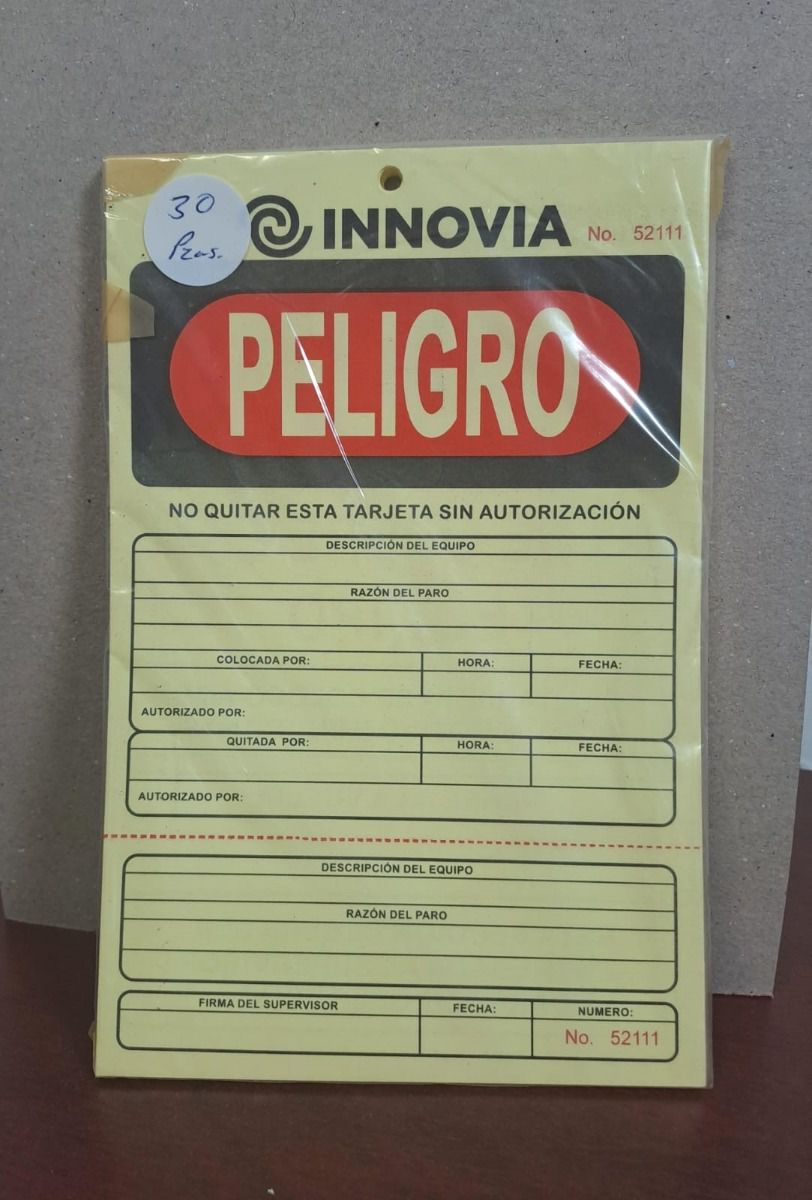 30
Pzas.
INNOVIA No. 52111
PELIGRO
NO QUITAR ESTA TARJETA SIN AUTORIZACIÓN
DESCRIPCIÓN DEL EQUIPO
RAZÓN DEL PARO
COLOCADA POR: HORA: FECHA:
AUTORIZADO POR:
QUITADA POR: HORA: FECHA:
AUTORIZADO POR:
DESCRIPCIÓN DEL EQUIPO
RAZÓN DEL PARO
FIRMA DEL SUPERVISOR FECHA: NUMERO:
No. 52111